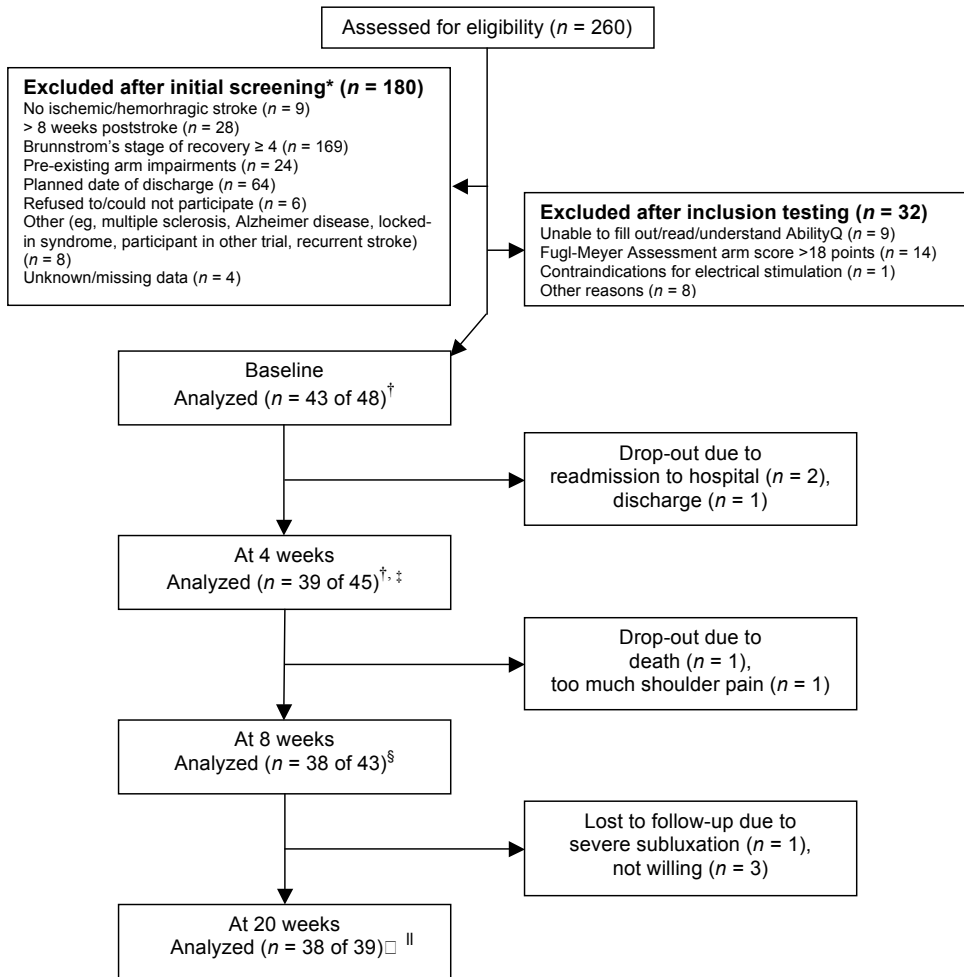 Assessed for eligibility (n = 260)
Excluded after initial screening* (n = 180)
No ischemic/hemorhragic stroke (n = 9)
> 8 weeks poststroke (n = 28)
Brunnstrom's stage of recovery ≥ 4 (n = 169)
Pre-existing arm impairments (n = 24)
Planned date of discharge (n = 64)
Refused to/could not participate (n = 6)
Other (eg, multiple sclerosis, Alzheimer disease, locked-
in syndrome, participant in other trial, recurrent stroke)
(n = 8)
Unknown/missing data (n = 4)
Excluded after inclusion testing (n = 32)
Unable to fill out/read/understand AbilityQ (n = 9)
Fugl-Meyer Assessment arm score >18 points (n = 14)
Contraindications for electrical stimulation (n = 1)
Other reasons (n = 8)
Baseline
Analyzed (n = 43 of 48)†
Drop-out due to
readmission to hospital (n = 2),
discharge (n = 1)
At 4 weeks
Analyzed (n = 39 of 45)†, ‡
Drop-out due to
death (n = 1),
too much shoulder pain (n = 1)
At 8 weeks
Analyzed (n = 38 of 43)§
Lost to follow-up due to
severe subluxation (n = 1),
not willing (n = 3)
At 20 weeks
Analyzed (n = 38 of 39)□ ||